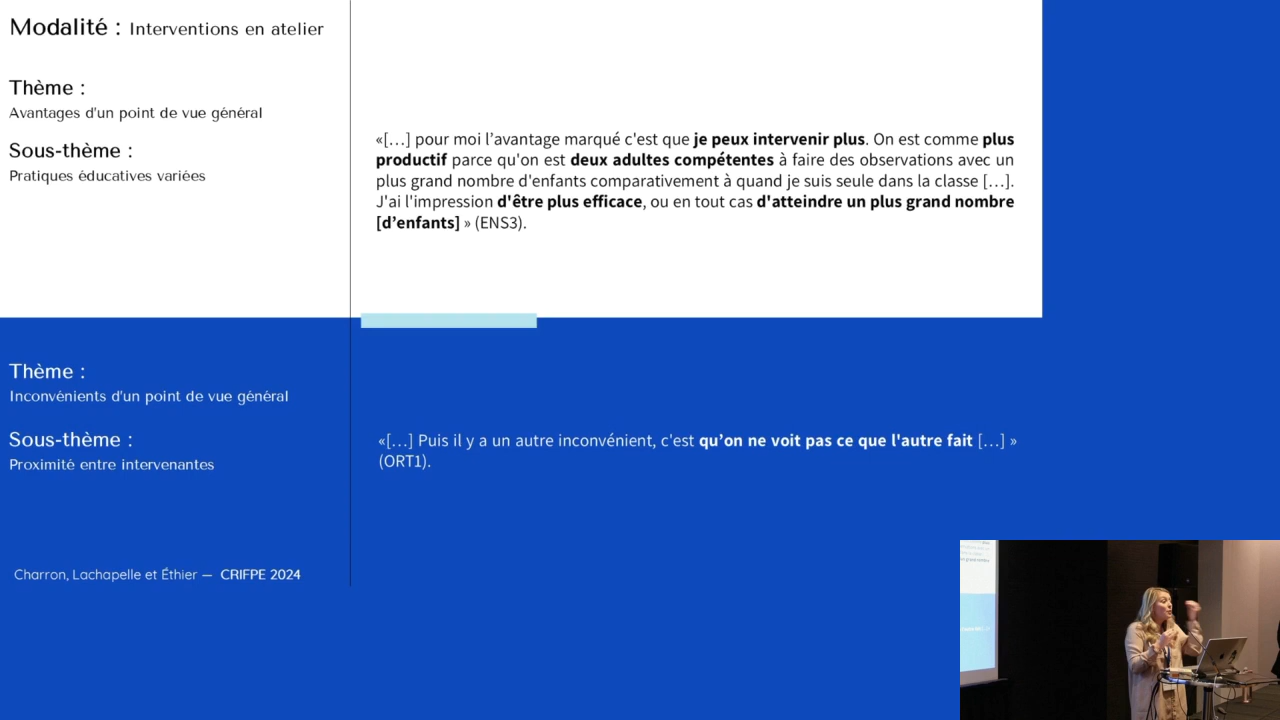 Modalité : Interventions en atelier
Thème :
Avantages d'un point de vue général
Sous-thème :
Pratiques éducatives variées
«[…] pour moi l’avantage marqué c'est que je peux intervenir plus. On est comme plus
productif parce qu'on est deux adultes compétentes à faire des observations avec un
plus grand nombre d'enfants comparativement à quand je suis seule dans la classe […].
J'ai l'impression d'être plus efficace, ou en tout cas d'atteindre un plus grand nombre
[d’enfants] » (ENS3).
Thème :
Inconvénients d'un point de vue général
Sous-thème :
Proximité entre intervenantes
«[…] Puis il y a un autre inconvénient, c'est qu’on ne voit pas ce que l'autre fait […] »
(ORT1).
Charron, Lachapelle et Éthier — CRIFPE 2024